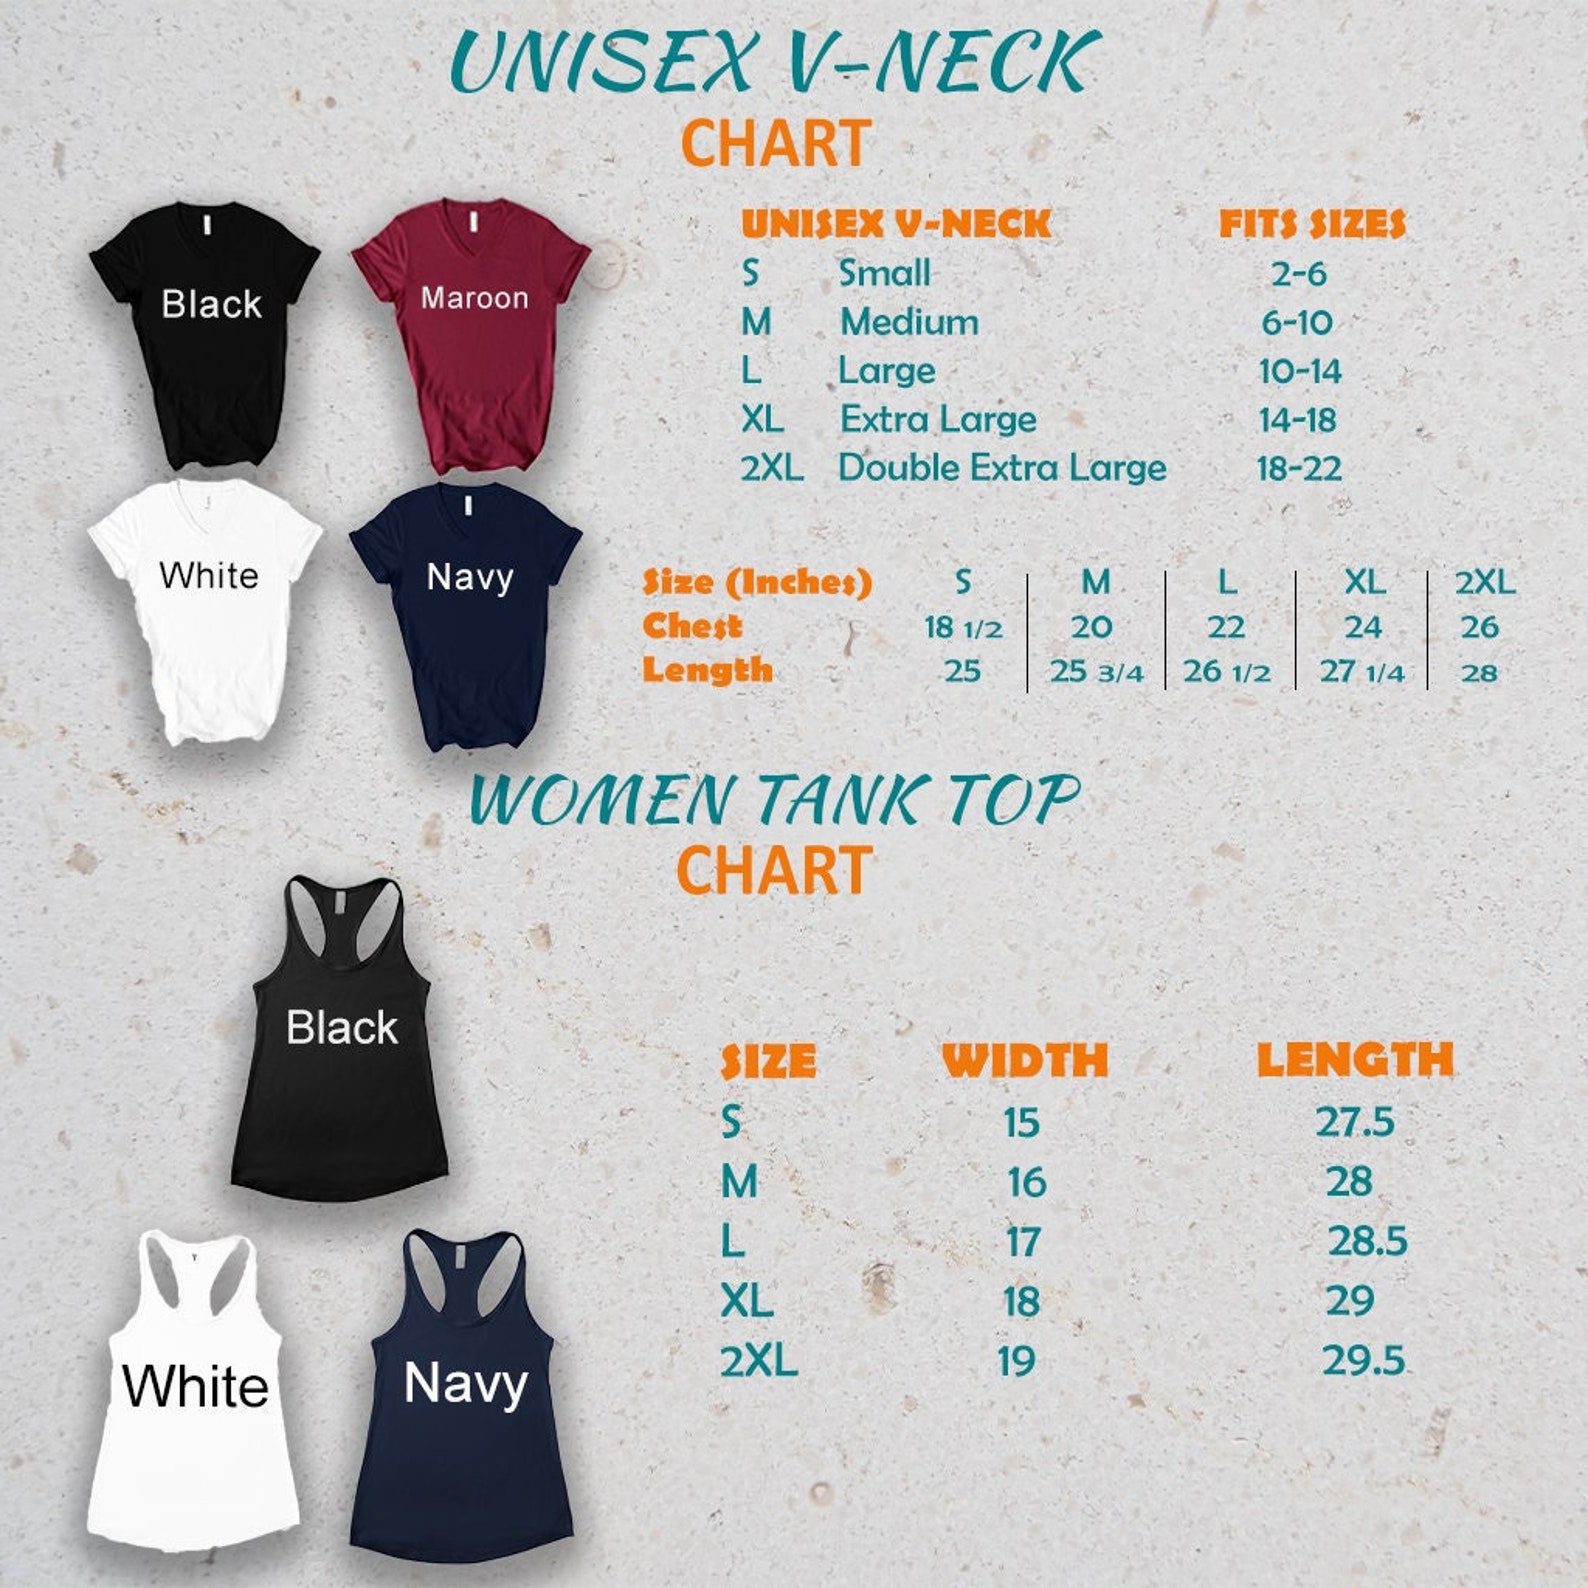 UNISEX V-NECK
CHART
Black
Maroon
White
Navy
UNISEX V-NECK FITS SIZES
S Small 2-6
M Medium 6-10
L Large 10-14
XL Extra Large 14-18
2XL Double Extra Large 18-22
Size (Inches) S M L XL 2XL
Chest 18 1/2 20 22 24 26
Length 25 25 3/4 26 1/2 27 1/4 28
WOMEN TANK TOP
CHART
Black
White
Navy
SIZE WIDTH LENGTH
S 15 27.5
M 16 28
L 17 28.5
XL 18 29
2XL 19 29.5